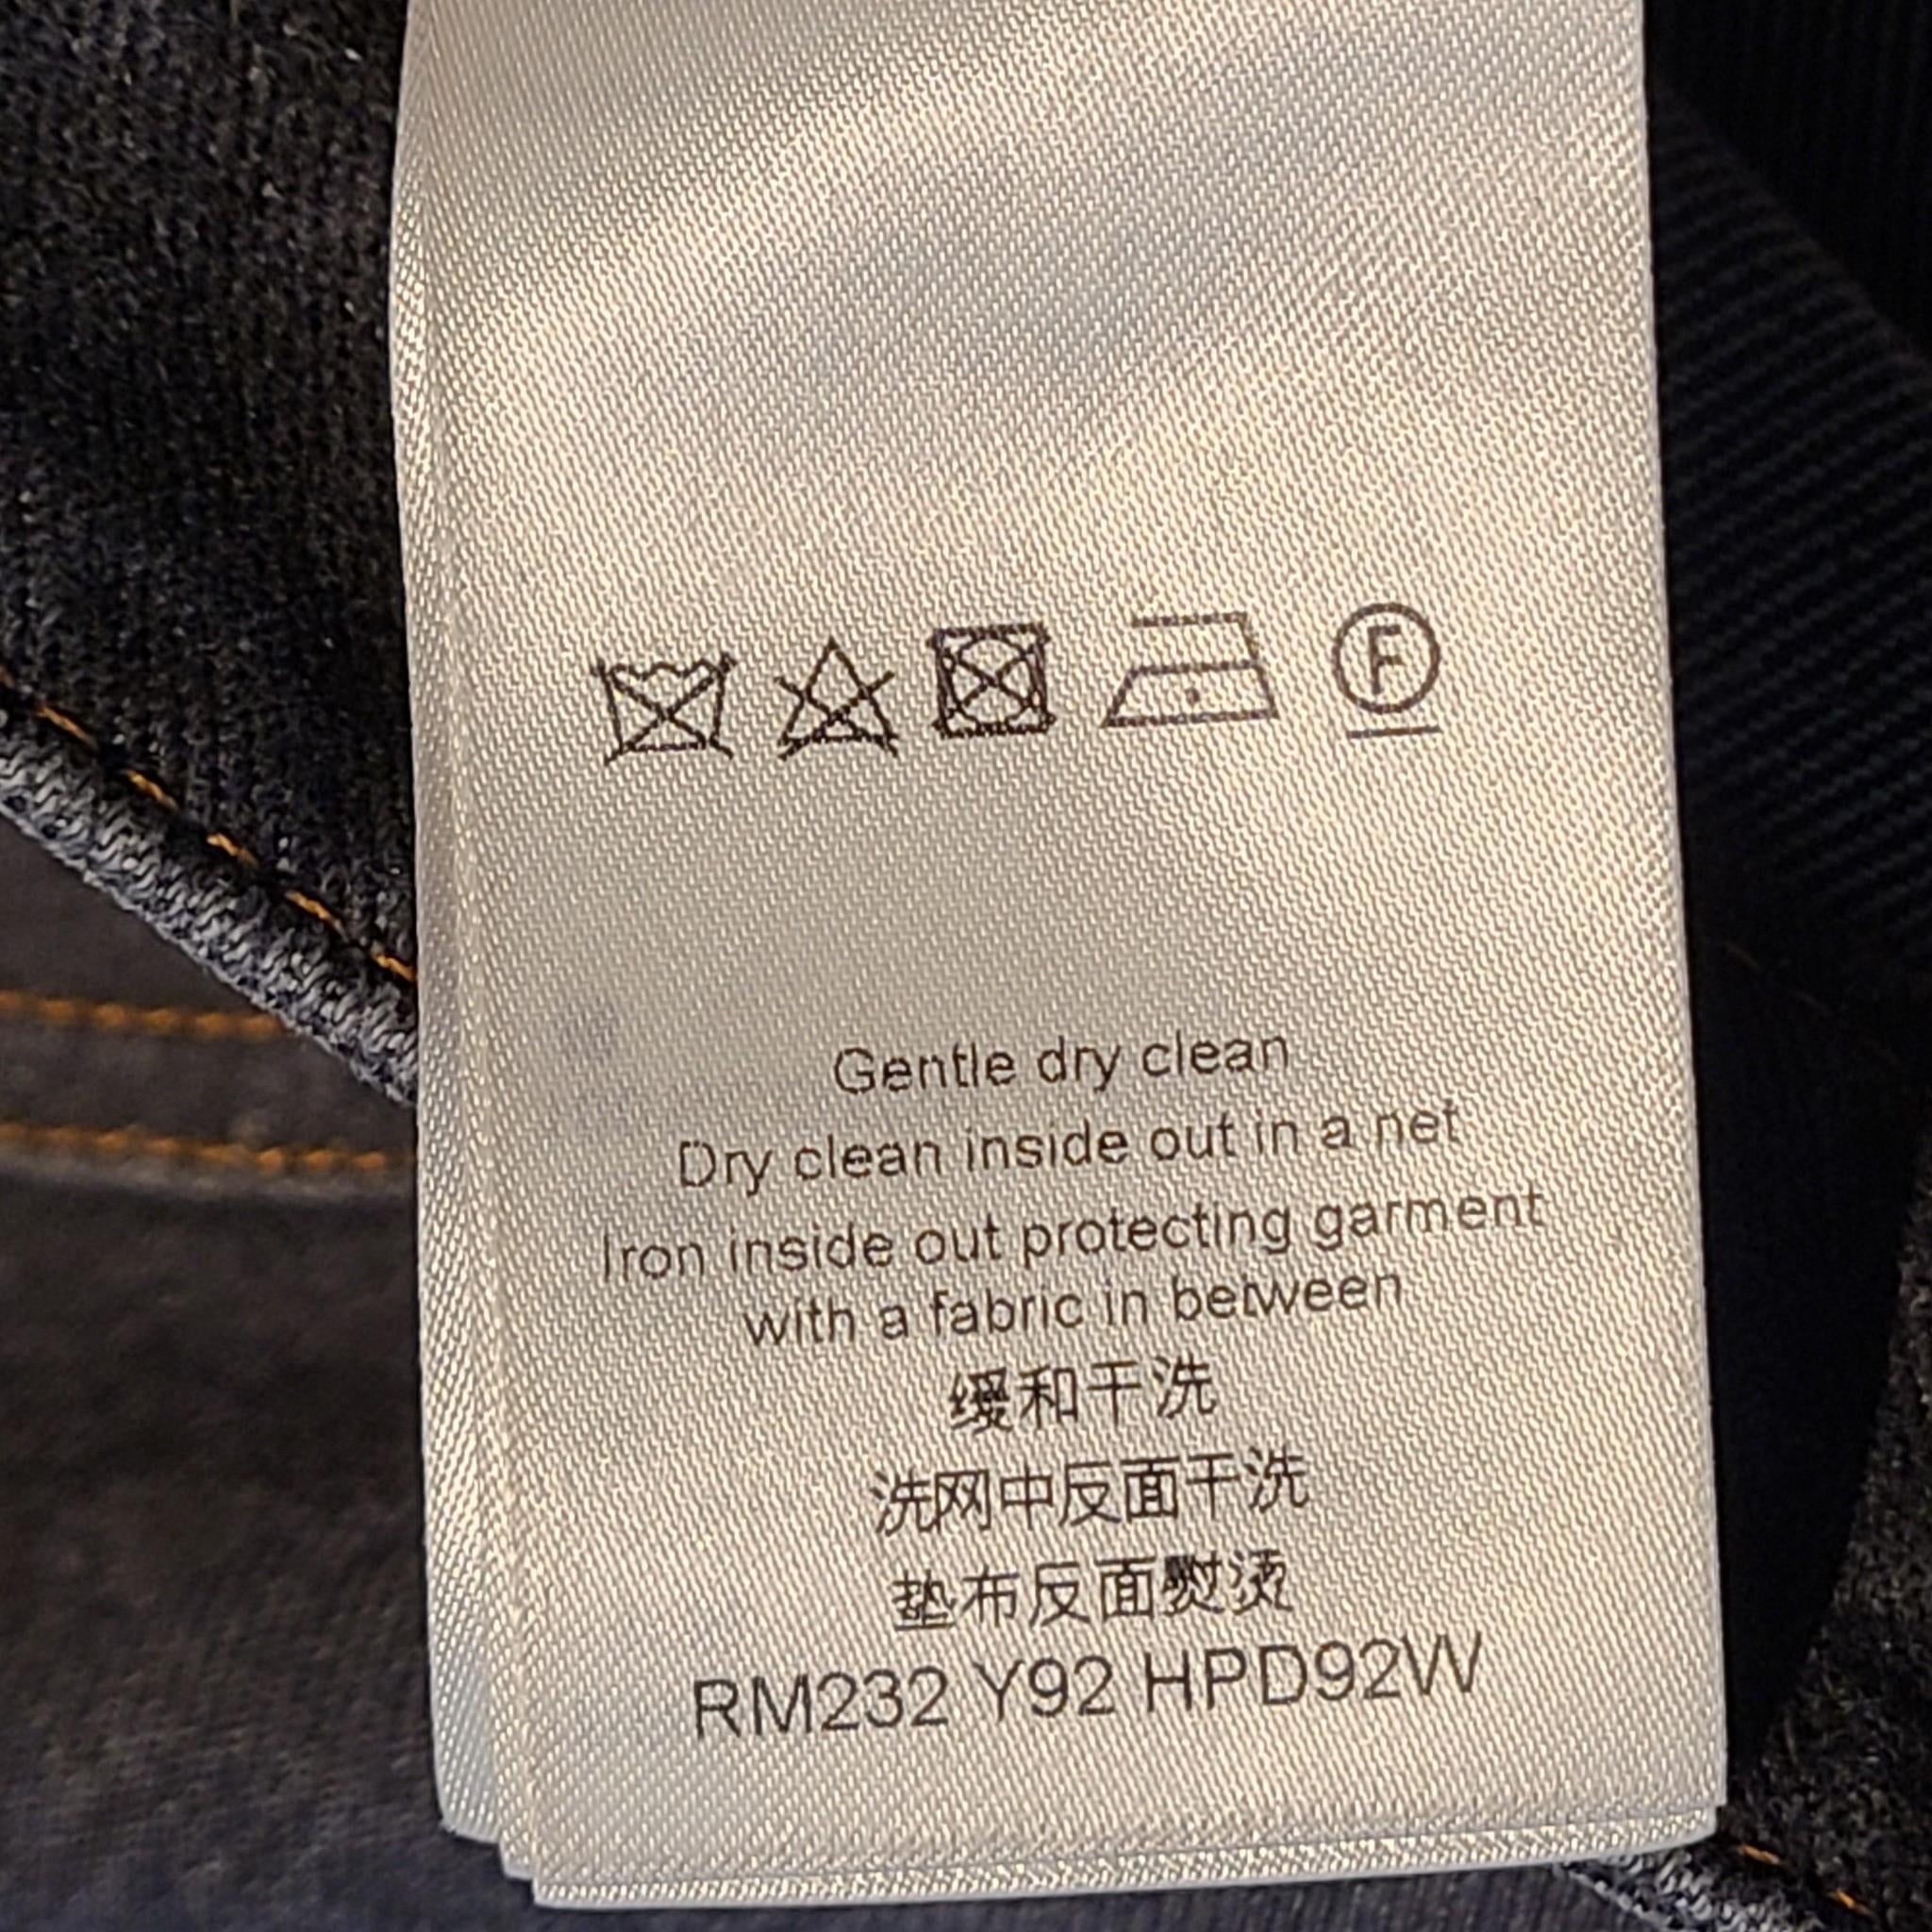 F
Gentle dry clean
Dry clean inside out in a net
Iron inside out protecting garment
with a fabric in between
缓和干洗
洗网中反面干洗
垫布反面熨烫
RM232 Y92 HPD92W